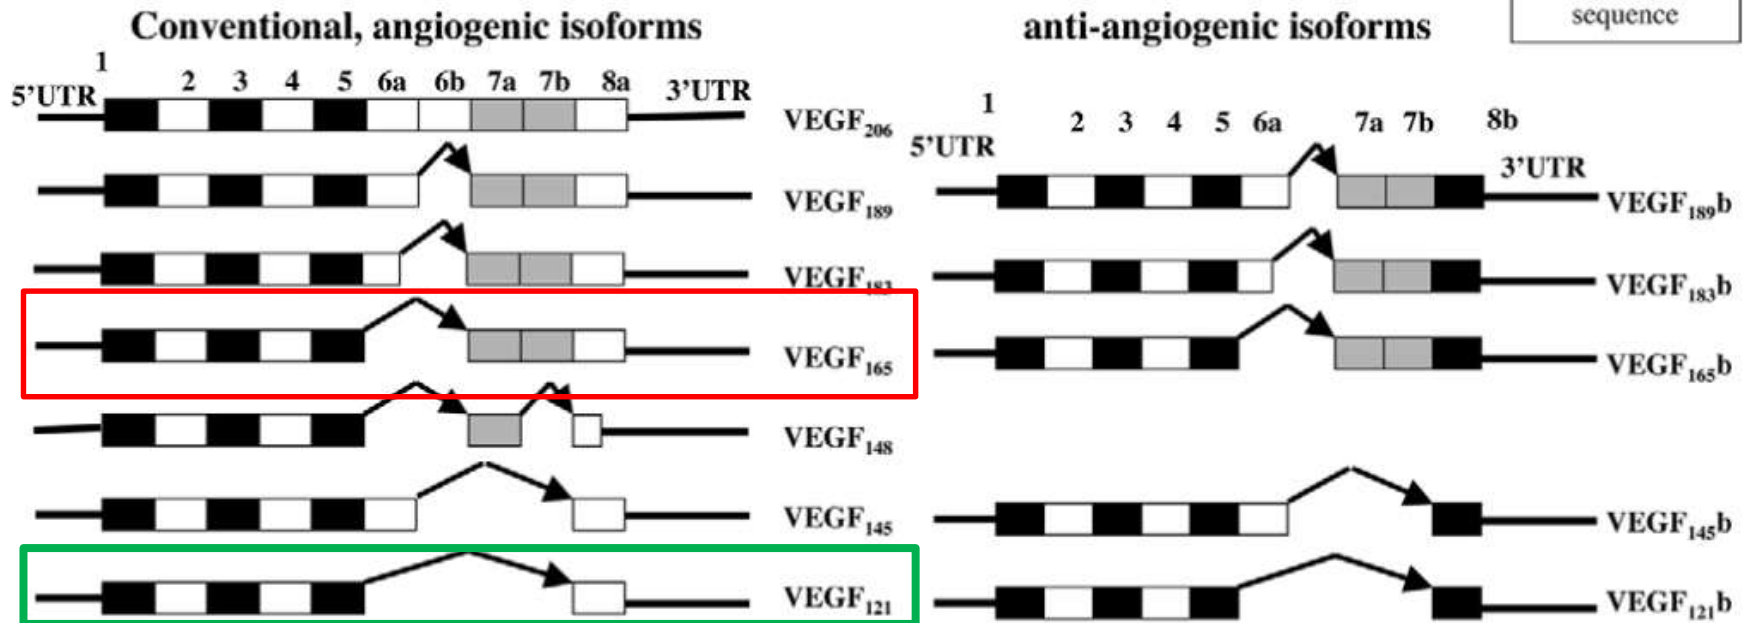 Conventional, angiogenic isoforms
1
5’UTR 2 3 4 5 6a 6b 7a 7b 8a 3’UTR
VEGF206
VEGF189
VEGF183
VEGF165
VEGF148
VEGF145
VEGF121
anti-angiogenic isoforms
sequence
1
2 3 4 5 6a 7a 7b 8b
5’UTR
3’UTR
VEGF189b
VEGF183b
VEGF165b
VEGF145b
VEGF121b